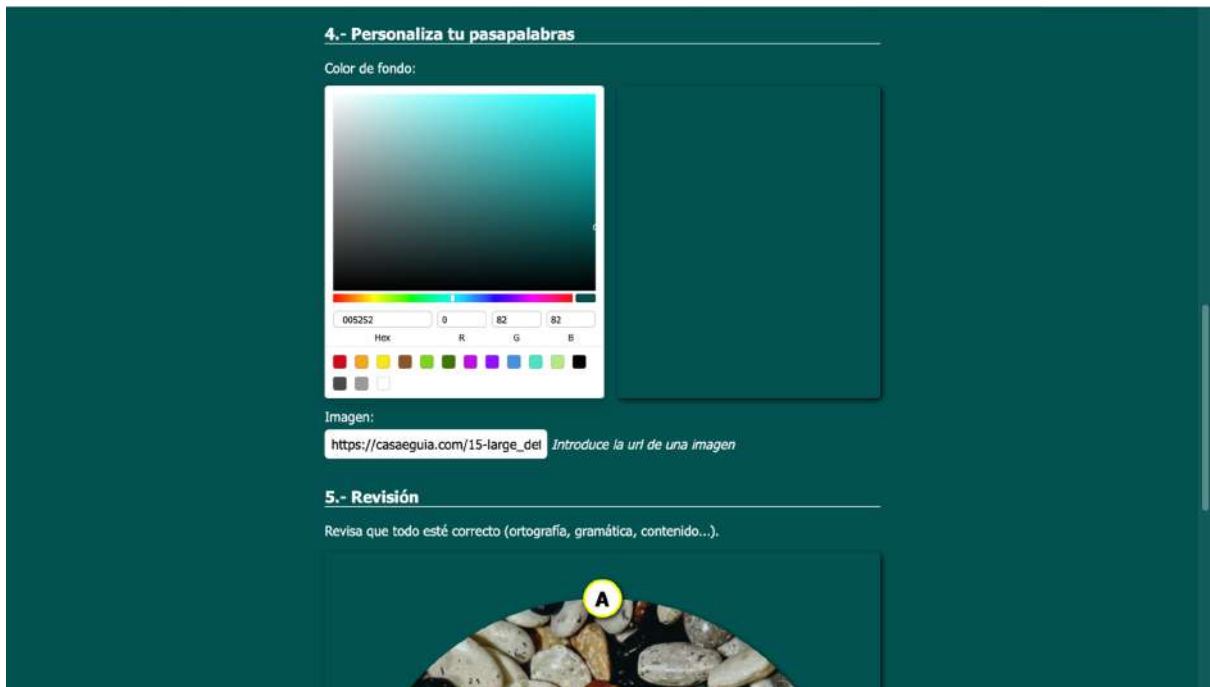 4.- Personaliza tu pasapalabras
Color de fondo:
005252 0 82 82
Hex R G B
Imagen:
https://casaeguia.com/15-large_def Introduce la url de una imagen
5.- Revisión
Revisa que todo esté correcto (ortografía, gramática, contenido...).
A